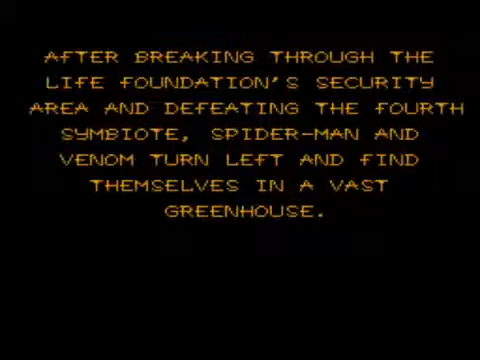 AFTER BREAKING THROUGH THE
LIFE FOUNDATION'S SECURITY
AREA AND DEFEATING THE FOURTH
SYMBIOTE, SPIDER-MAN AND
VENOM TURN LEFT AND FIND
THEMSELVES IN A VAST
GREENHOUSE.